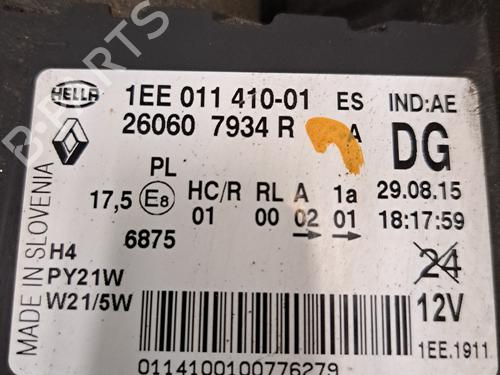 HELLA
1EE 011 410-01 ES IND:AE
26060 7934 R A DG
PL
17,5 E8 HC/R RL A 1a 29.08.15
01 00 02 01 18:17:59
6875
MADE IN SLOVENIA
H4
PY21W
W21/5W
24
12V
1EE.1911
0114100100776279
B-PARTS